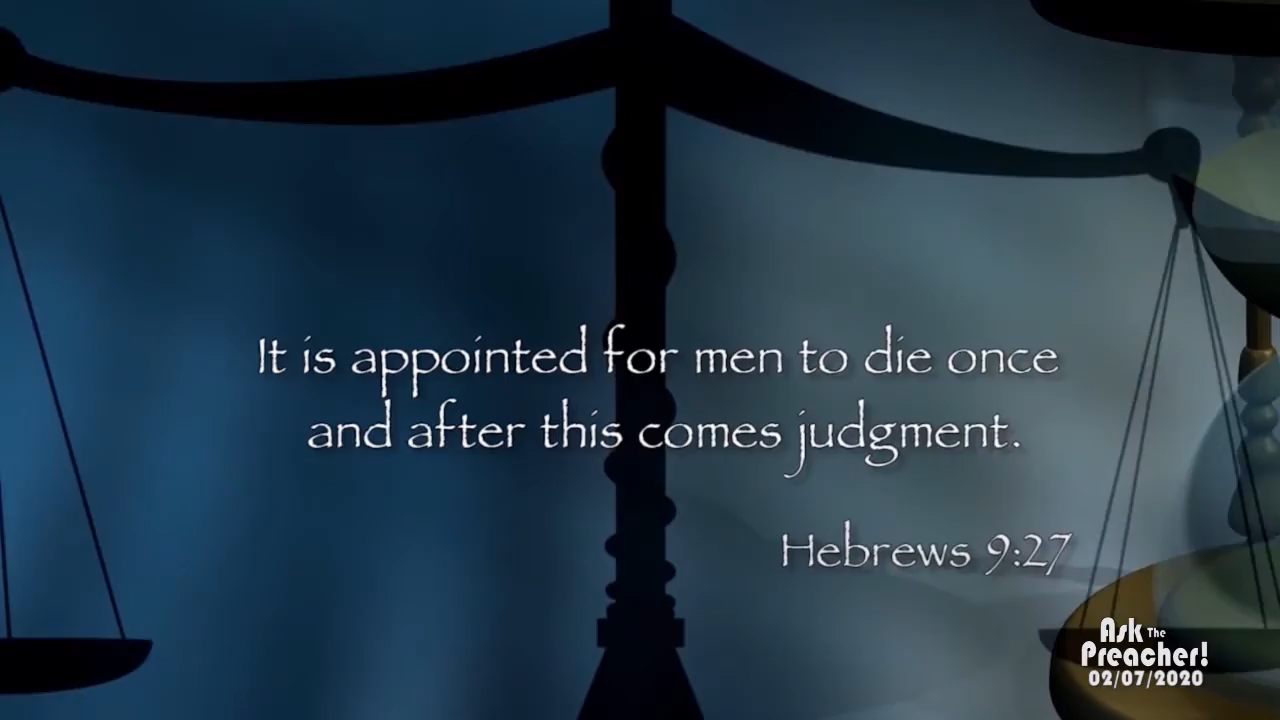 It is appointed for men to die once
and after this comes judgment.
Hebrews 9:27
Ask The
Preacher!
02/07/2020